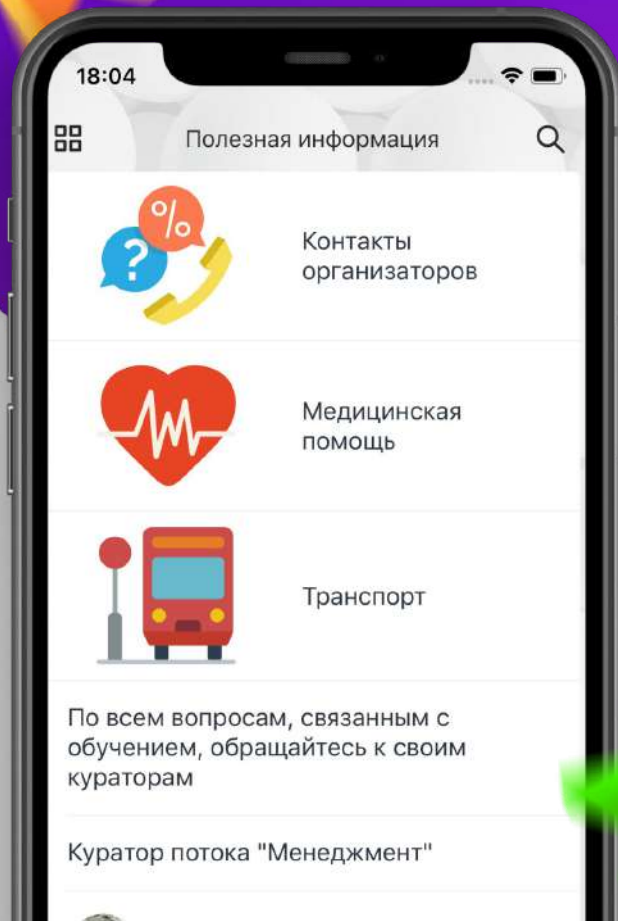 18:04
Полезная информация
%
?
Контакты
организаторов
Медицинская
помощь
Транспорт
По всем вопросам, связанным с
обучением, обращайтесь к своим
кураторам
Куратор потока "Менеджмент"